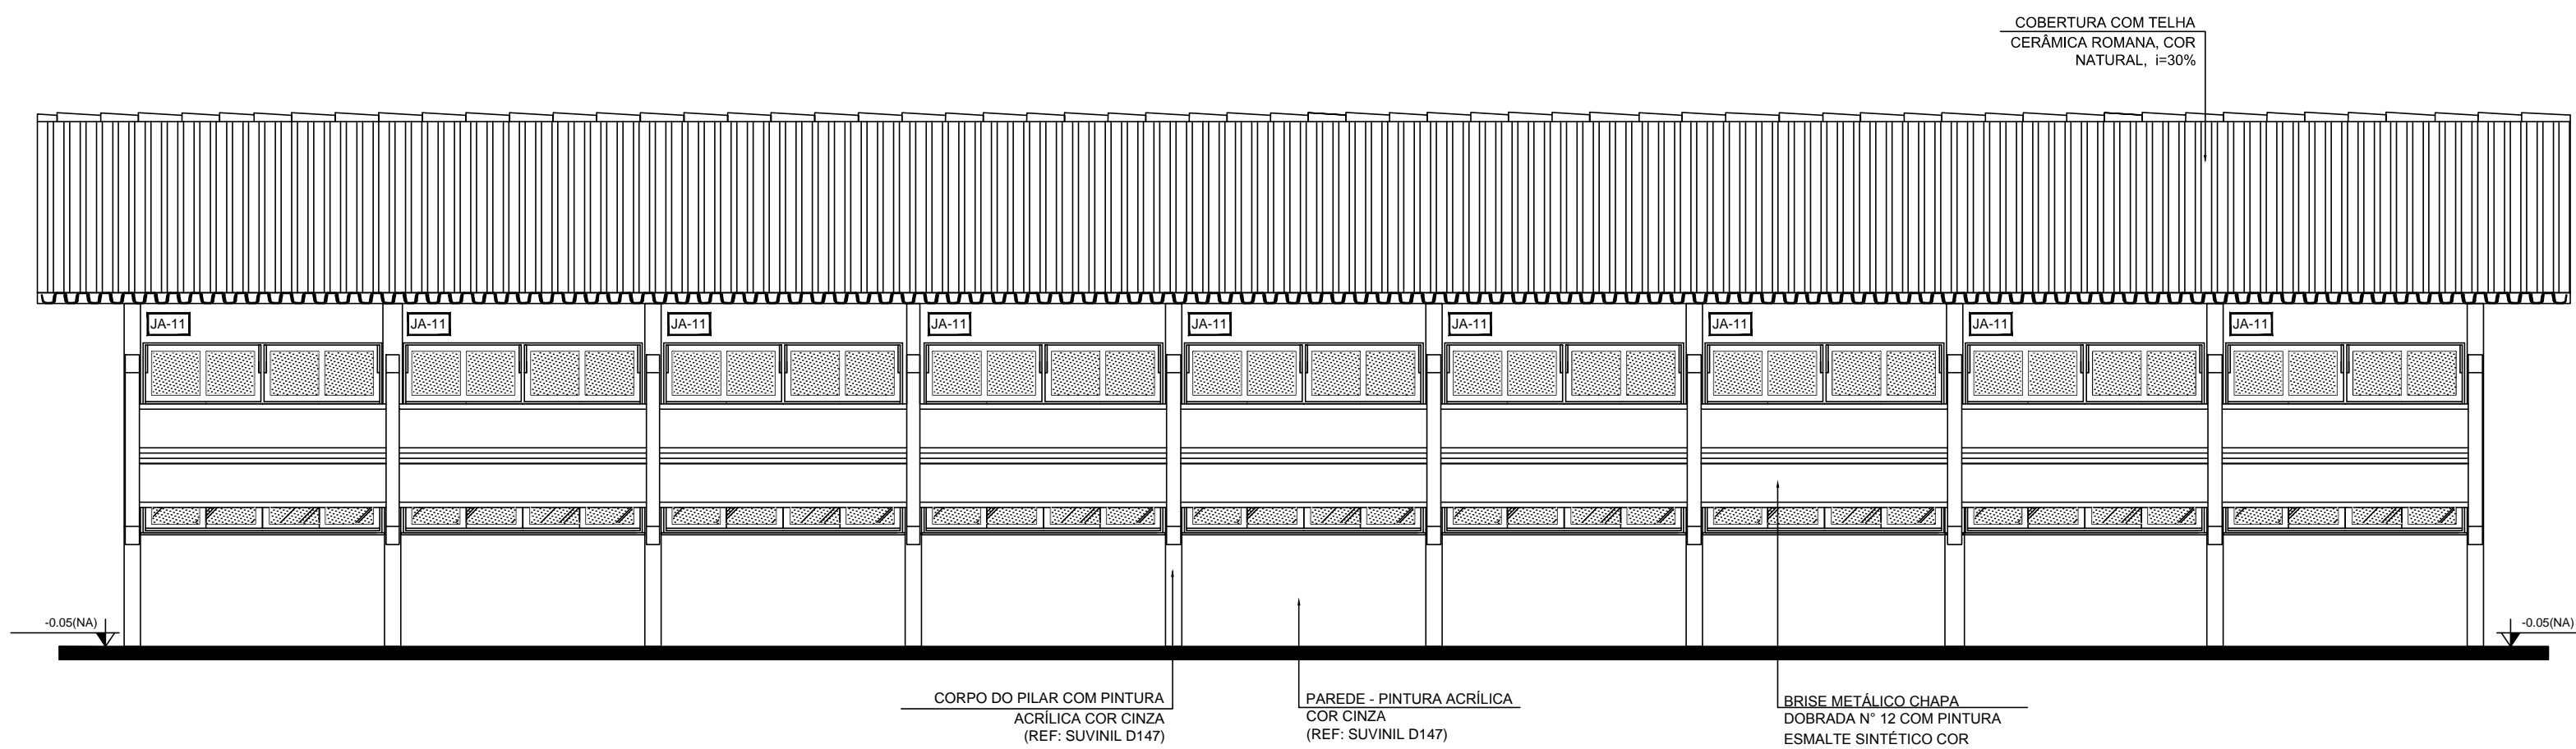 COBERTURA COM TELHA
CERÂMICA ROMANA, COR
NATURAL, i=30%
JA-11
JA-11
JA-11
JA-11
JA-11
JA-11
JA-11
JA-11
JA-11
-0.05(NA)
-0.05(NA)
CORPO DO PILAR COM PINTURA
ACRÍLICA COR CINZA
(REF: SUVINIL D147)
PAREDE - PINTURA ACRÍLICA
COR CINZA
(REF: SUVINIL D147)
BRISE METÁLICO CHAPA
DOBRADA N° 12 COM PINTURA
ESMALTE SINTÉTICO COR